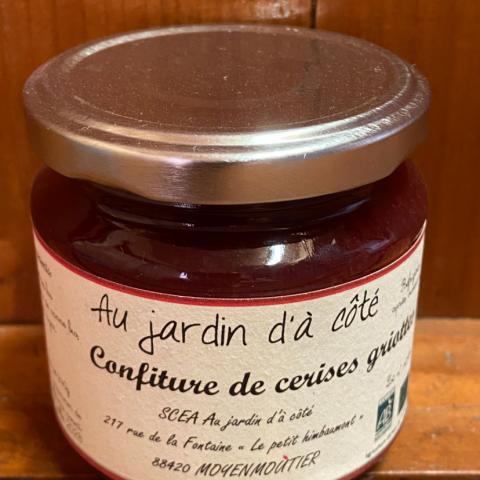 Au jardin d'à côté
Confiture de cerises griottes
SCEA Au jardin d'à côté
217 rue de la Fontaine « Le petit himbaumont »
88420 MOYENMOUTIER
AB